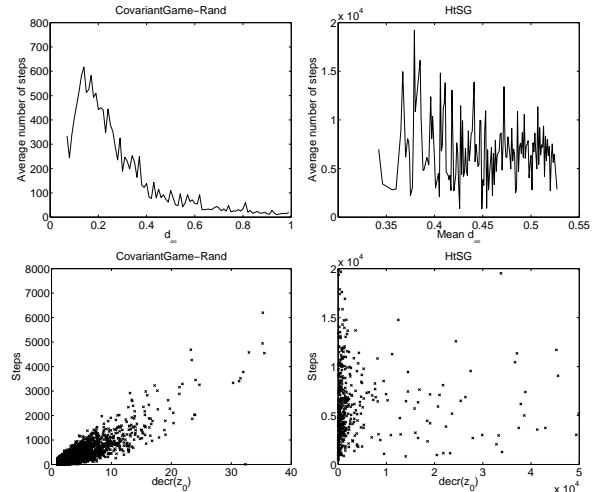 CovariantGame−Rand
800
700
600
500
400
300
200
100
0
0 0.2 0.4 0.6 0.8 1
d∞
Average number of steps
HtSG
x 10^4
2
1.5
1
0.5
0
0.35 0.4 0.45 0.5 0.55
Mean d∞
Average number of steps
CovariantGame−Rand
8000
7000
6000
5000
4000
3000
2000
1000
0
0 10 20 30 40
decr(z0)
Steps
HtSG
x 10^4
2
1.5
1
0.5
0
0 1 2 3 4 5
decr(z0)
x 10^4
Steps